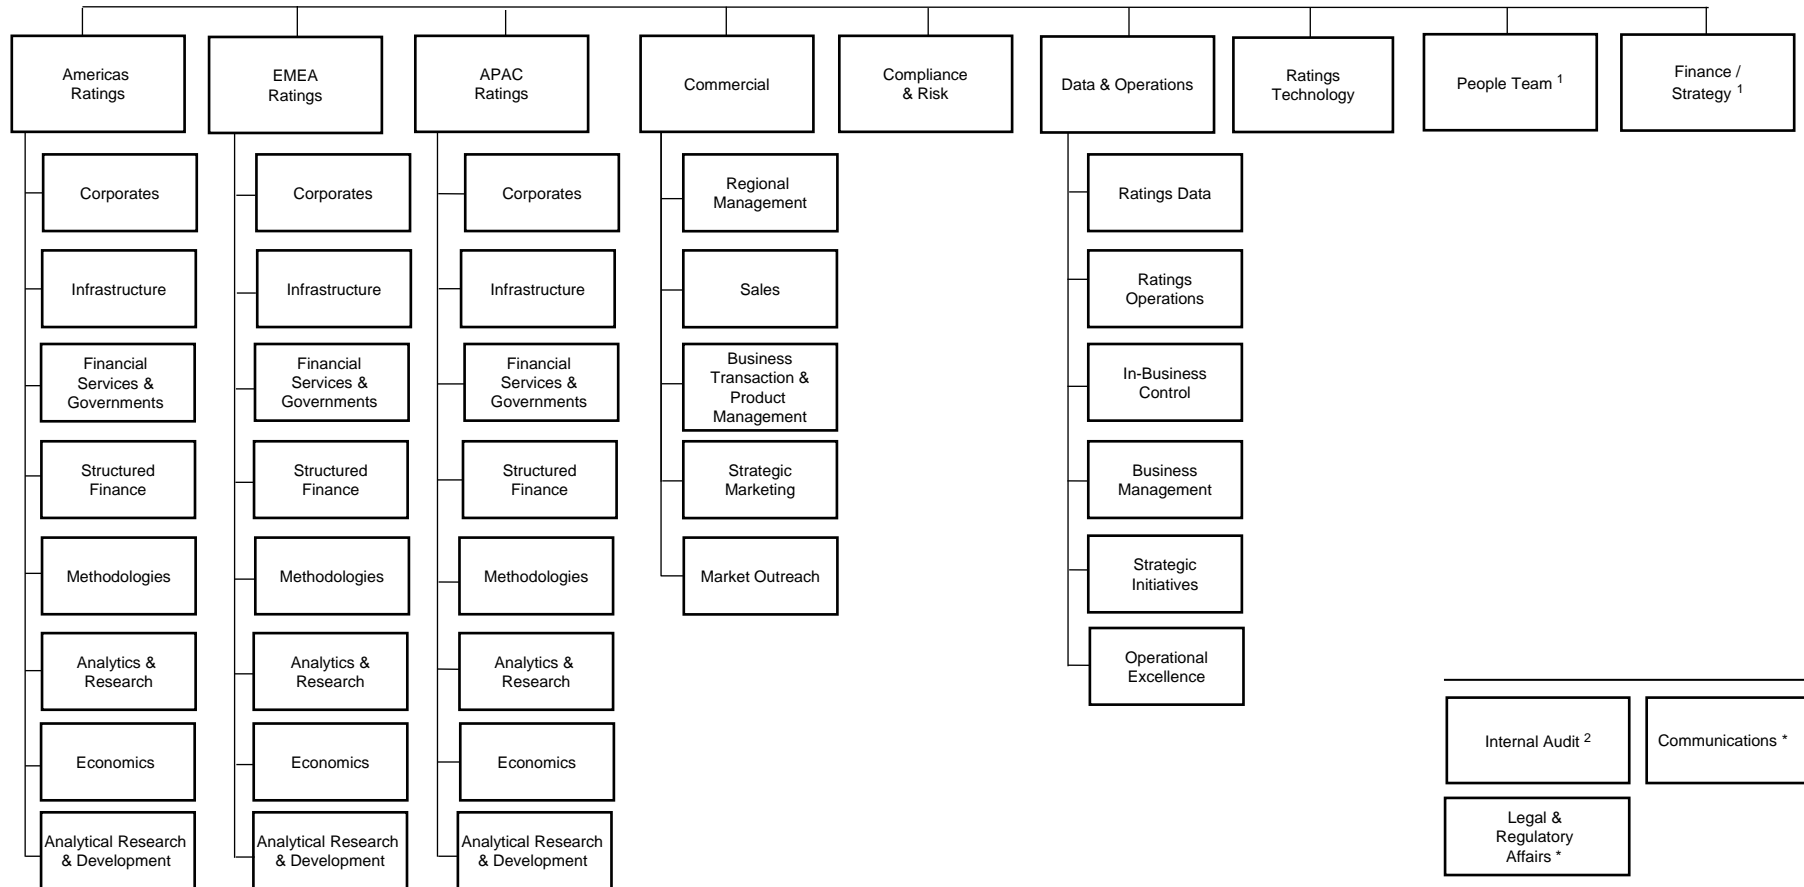 Americas
Ratings
EMEA
Ratings
APAC
Ratings
Commercial
Compliance
& Risk
Data & Operations
Ratings
Technology
People Team 1
Finance /
Strategy 1
Corporates
Corporates
Corporates
Regional
Management
Ratings Data
Infrastructure
Infrastructure
Infrastructure
Sales
Ratings
Operations
Financial
Services &
Governments
Financial
Services &
Governments
Financial
Services &
Governments
Business
Transaction &
Product
Management
In-Business
Control
Structured
Finance
Structured
Finance
Structured
Finance
Strategic
Marketing
Business
Management
Methodologies
Methodologies
Methodologies
Market Outreach
Strategic
Initiatives
Analytics &
Research
Analytics &
Research
Analytics &
Research
Operational
Excellence
Economics
Economics
Economics
Internal Audit 2
Communications *
Analytical Research
& Development
Analytical Research
& Development
Analytical Research
& Development
Legal &
Regulatory
Affairs *